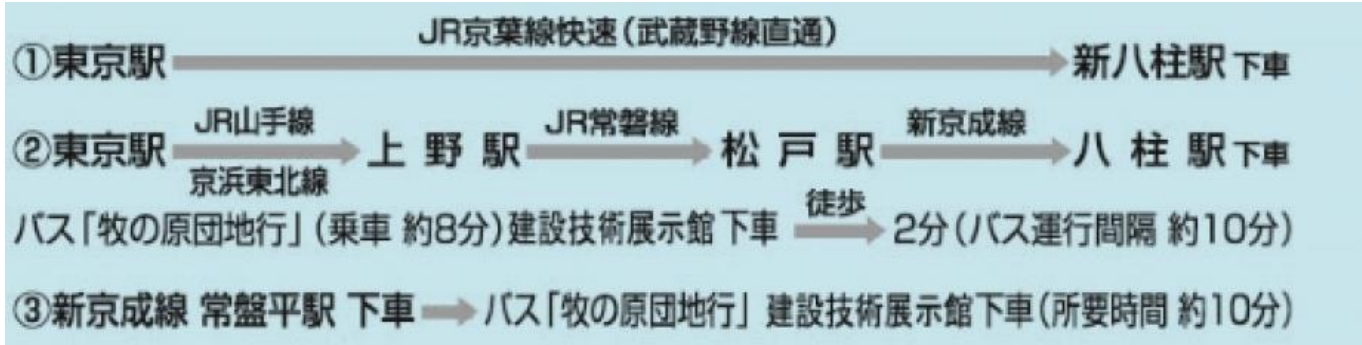 JR京葉線快速(武蔵野線直通)
①東京駅 新八柱駅 下車
JR山手線 JR常磐線 新京成線
②東京駅 上野駅 松戸駅 八柱駅 下車
京浜東北線
徒歩
バス「牧の原団地行」(乗車 約8分)建設技術展示館 下車 2分(バス運行間隔 約10分)
③新京成線 常盤平駅 下車 バス「牧の原団地行」 建設技術展示館下車(所要時間 約10分)